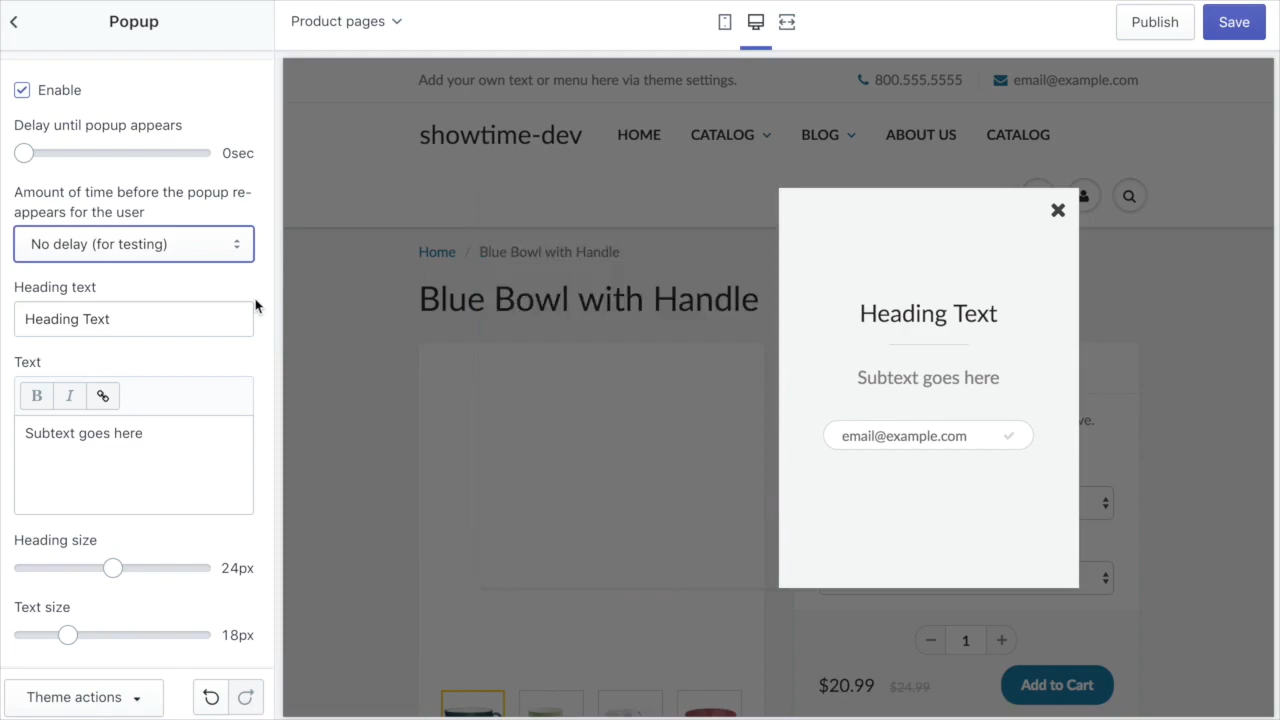 Popup
Product pages
Publish
Save
Enable
Delay until popup appears
0sec
Amount of time before the popup re-
appears for the user
No delay (for testing)
Heading text
Heading Text
Text
B I
Subtext goes here
Heading size
24px
Text size
18px
Theme actions
Add your own text or menu here via theme settings.
800.555.5555
email@example.com
showtime-dev
HOME
CATALOG
BLOG
ABOUT US
CATALOG
Home / Blue Bowl with Handle
Blue Bowl with Handle
Heading Text
Subtext goes here
email@example.com
ve.
1
$20.99 $24.99
Add to Cart